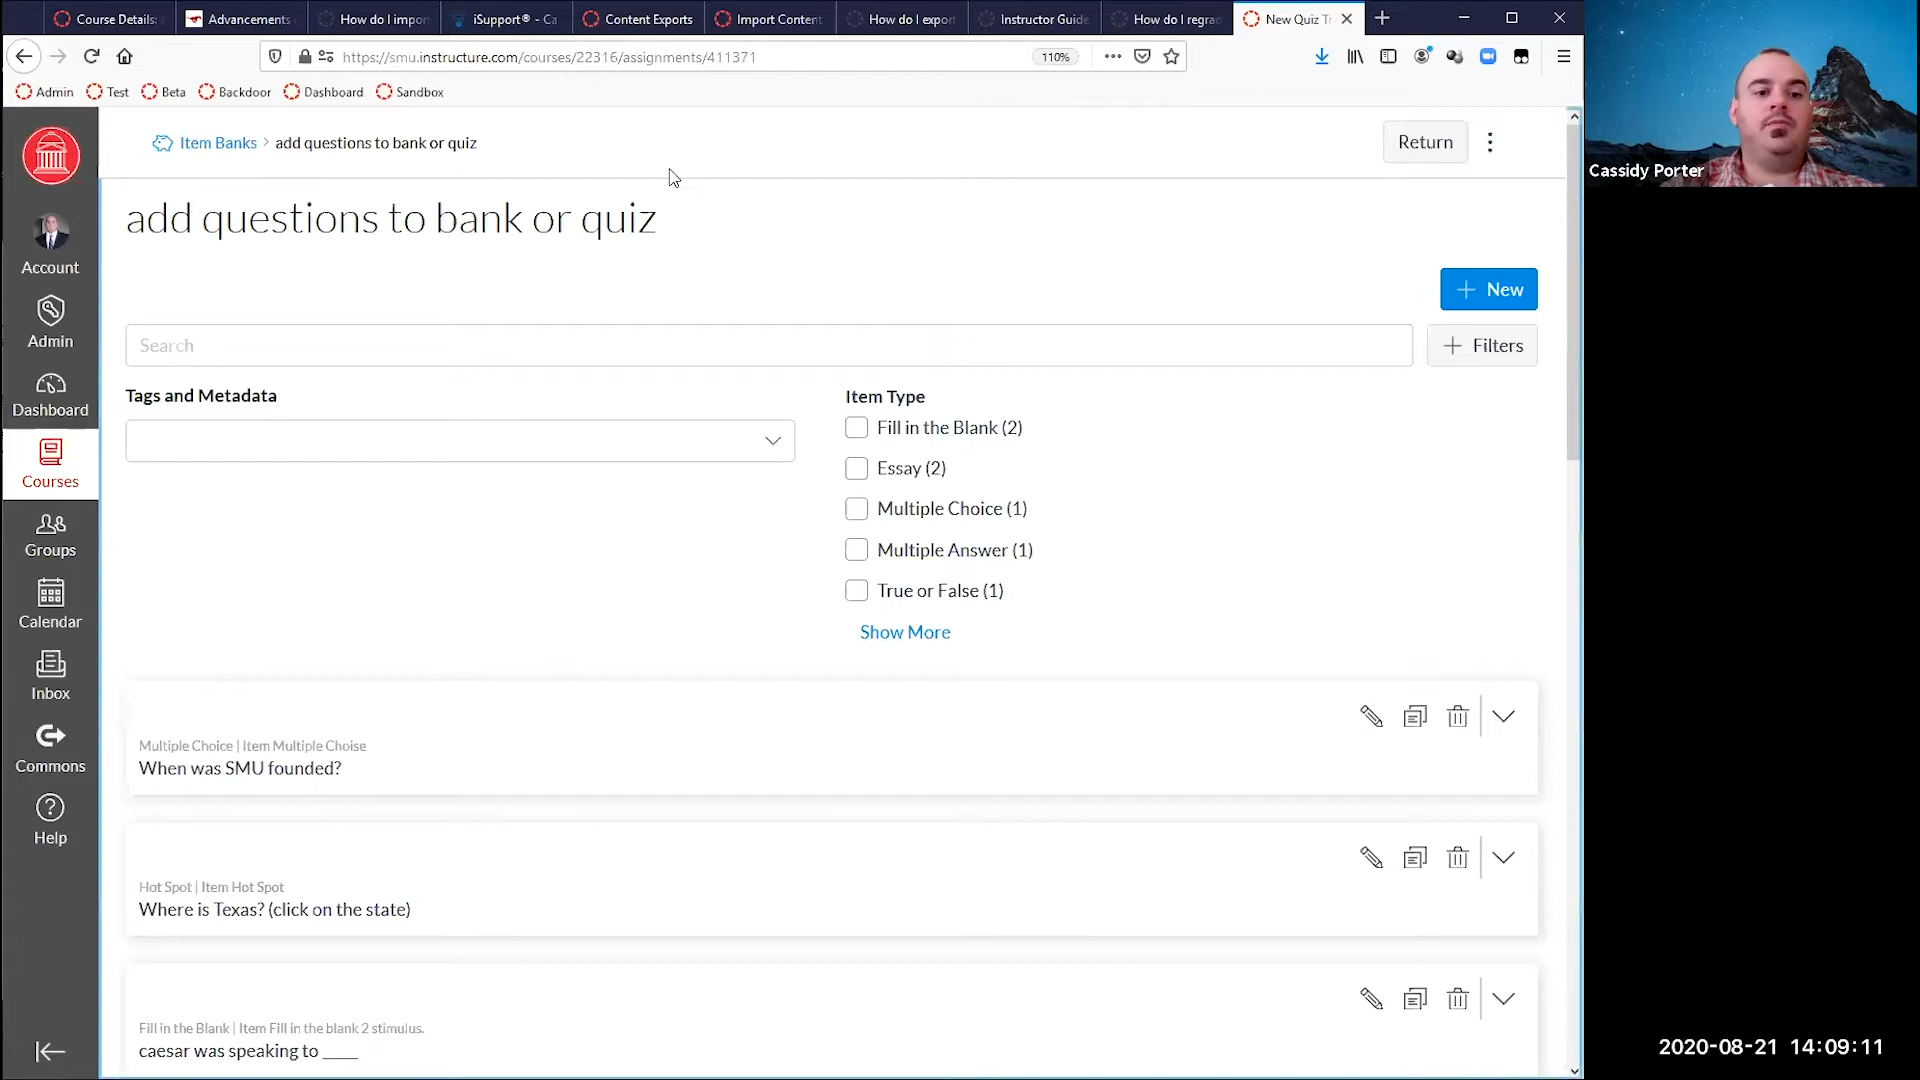 Course Details:
Advancements
How do I impor
iSupport® - Ca
Content Exports
Import Content
How do I expor
Instructor Guide
How do I regra
New Quiz Tr
https://smu.instructure.com/courses/22316/assignments/411371
110%
Admin
Test
Beta
Backdoor
Dashboard
Sandbox
Item Banks > add questions to bank or quiz
Return
Cassidy Porter
add questions to bank or quiz
Account
New
Search
Filters
Admin
Tags and Metadata
Item Type
Dashboard
Fill in the Blank (2)
Essay (2)
Courses
Multiple Choice (1)
Groups
Multiple Answer (1)
True or False (1)
Calendar
Show More
Inbox
Multiple Choice | Item Multiple Choise
When was SMU founded?
Commons
Help
Hot Spot | Item Hot Spot
Where is Texas? (click on the state)
Fill in the Blank | Item Fill in the blank 2 stimulus.
caesar was speaking to ____
2020-08-21 14:09:11